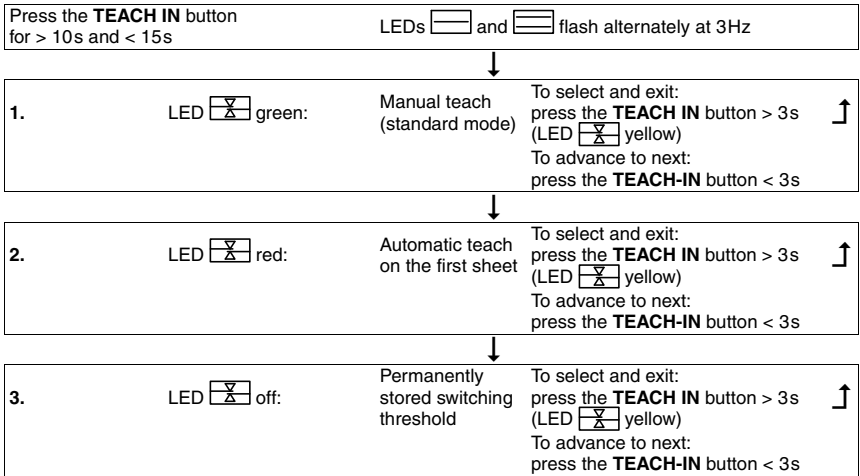 Press the TEACH IN button
for > 10s and < 15s
LEDs and flash alternately at 3Hz
1.
LED green:
Manual teach
(standard mode)
To select and exit:
press the TEACH IN button > 3s
(LED yellow)
To advance to next:
press the TEACH-IN button < 3s
2.
LED red:
Automatic teach
on the first sheet
To select and exit:
press the TEACH IN button > 3s
(LED yellow)
To advance to next:
press the TEACH-IN button < 3s
3.
LED off:
Permanently
stored switching
threshold
To select and exit:
press the TEACH IN button > 3s
(LED yellow)
To advance to next:
press the TEACH-IN button < 3s